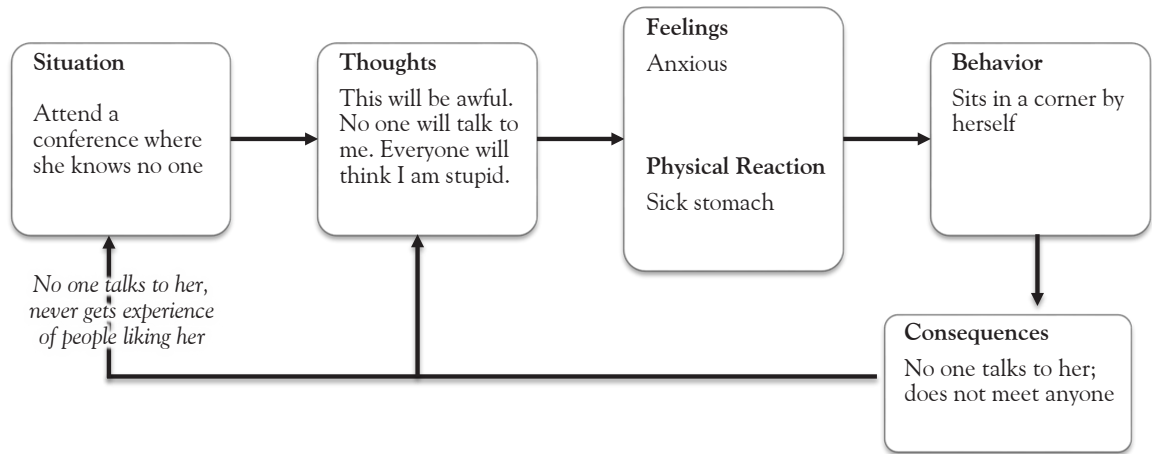 Situation
Attend a
conference where
she knows no one
Thoughts
This will be awful.
No one will talk to
me. Everyone will
think I am stupid.
Feelings
Anxious
Physical Reaction
Sick stomach
Behavior
Sits in a corner by
herself
Consequences
No one talks to her;
does not meet anyone
No one talks to her,
never gets experience
of people liking her